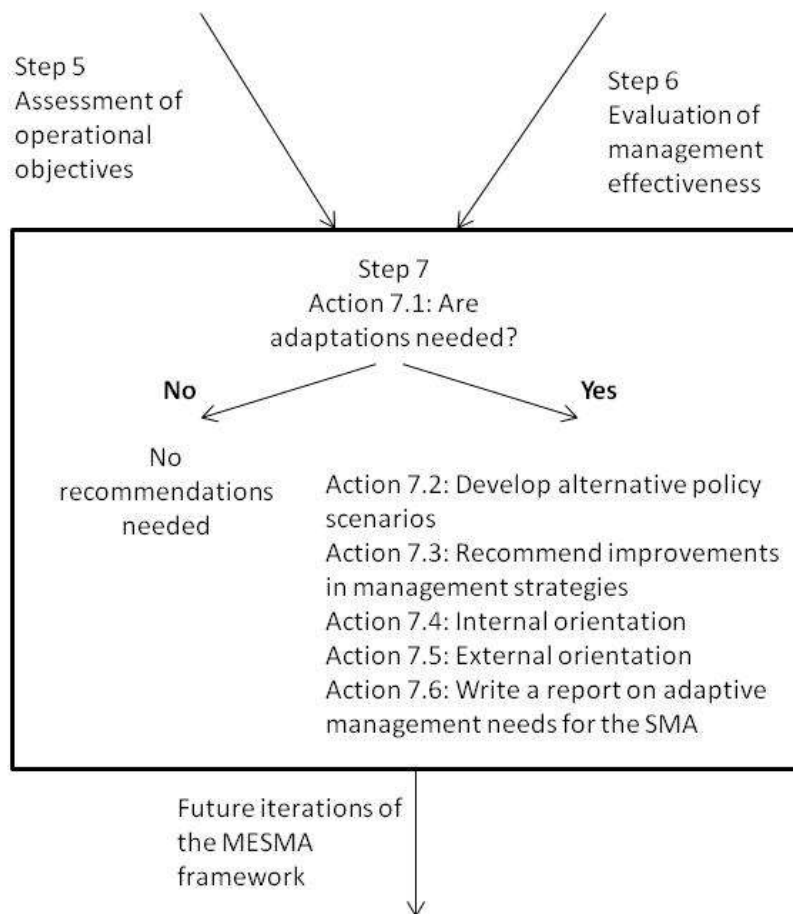 Step 5
Assessment of
operational
objectives
Step 6
Evaluation of
management
effectiveness
Step 7
Action 7.1: Are
adaptations needed?
No
Yes
No
recommendations
needed
Action 7.2: Develop alternative policy
scenarios
Action 7.3: Recommend improvements
in management strategies
Action 7.4: Internal orientation
Action 7.5: External orientation
Action 7.6: Write a report on adaptive
management needs for the SMA
Future iterations of
the MESMA
framework